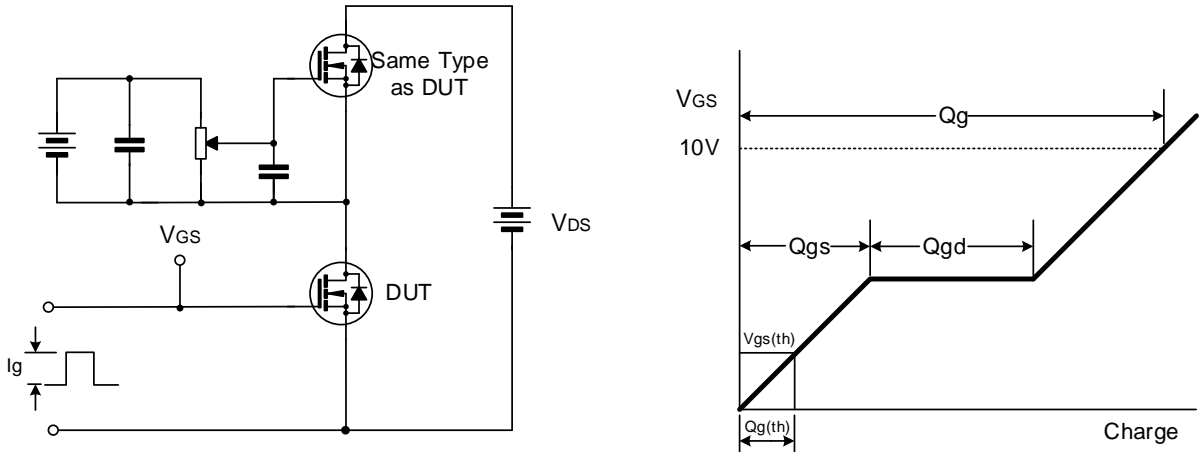 Same Type
as DUT
VDS
VGS
DUT
Ig
VGS
10V
Qg
Qgs
Qgd
Vgs(th)
Qg(th)
Charge